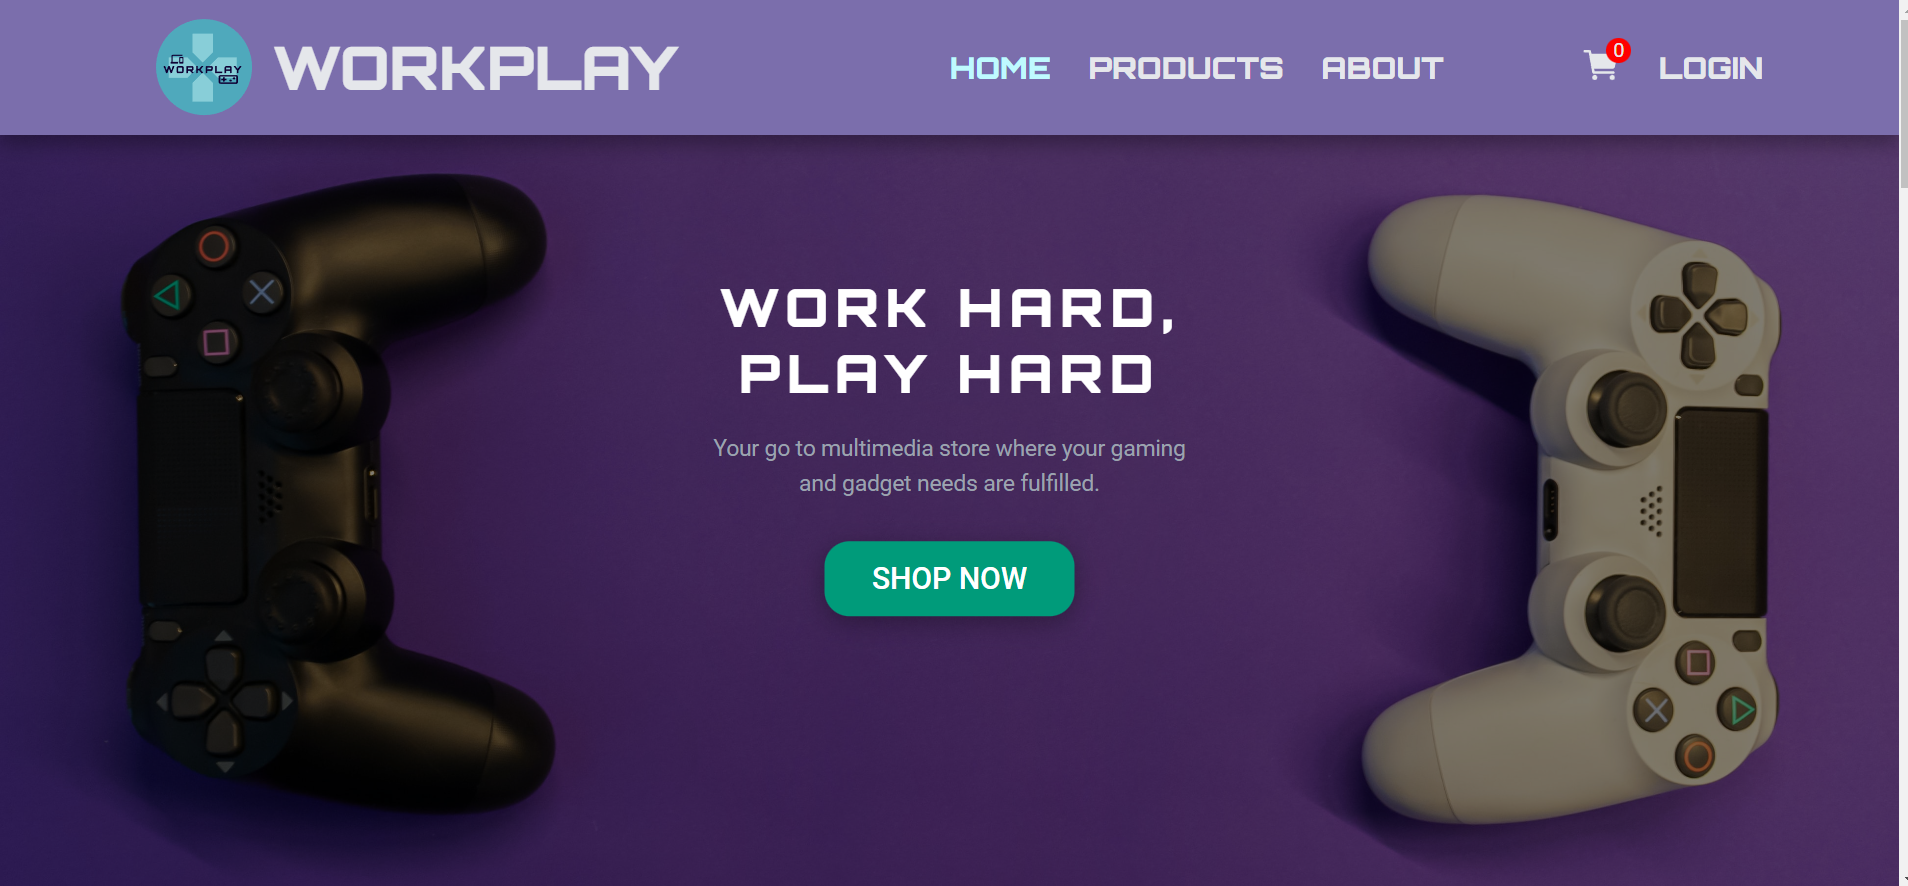 WORKPLAY
WORKPLAY
HOME PRODUCTS ABOUT
0
LOGIN
WORK HARD,
PLAY HARD
Your go to multimedia store where your gaming
and gadget needs are fulfilled.
SHOP NOW